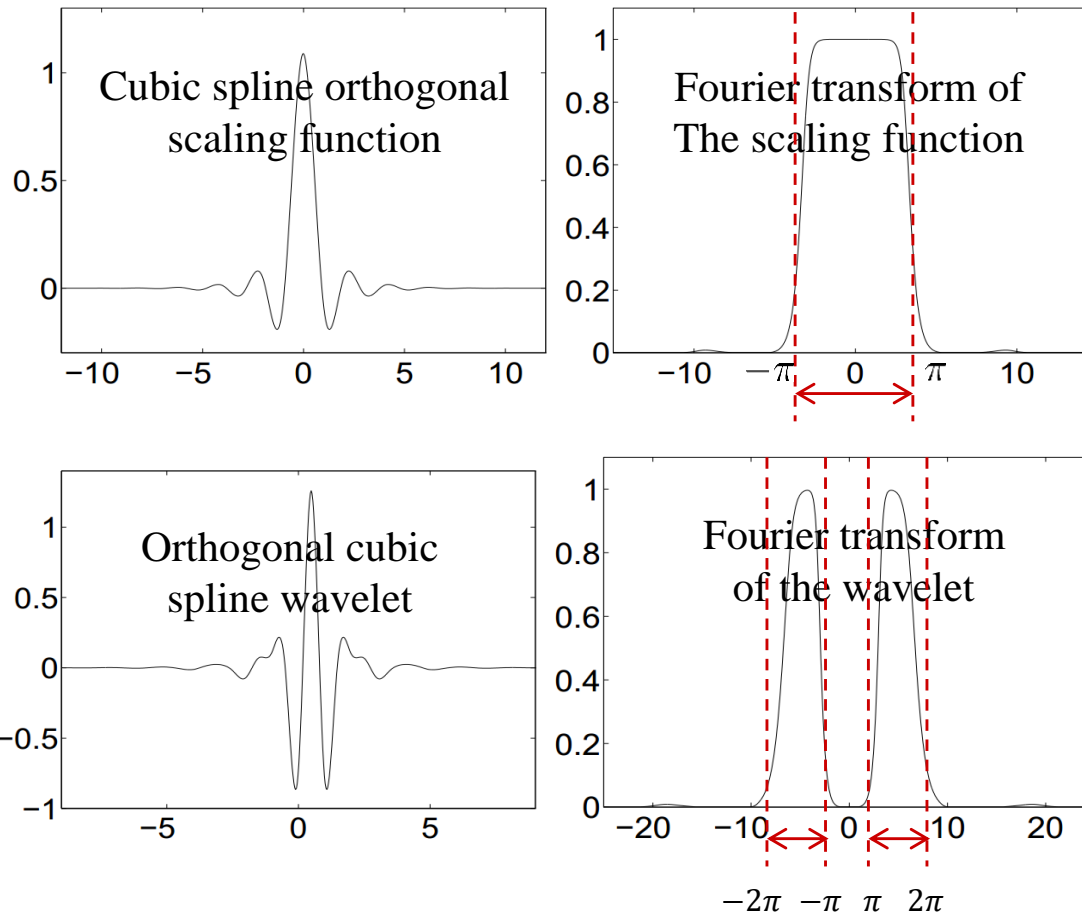 Cubic spline orthogonal
scaling function
1
0.5
0
−10 −5 0 5 10
Fourier transform of
The scaling function
1
0.8
0.6
0.4
0.2
0
−10 0 10
−π π
Orthogonal cubic
spline wavelet
1
0.5
0
−0.5
−1
−5 0 5
Fourier transform
of the wavelet
1
0.8
0.6
0.4
0.2
0
−20 −10 0 10 20
−2π −π π 2π